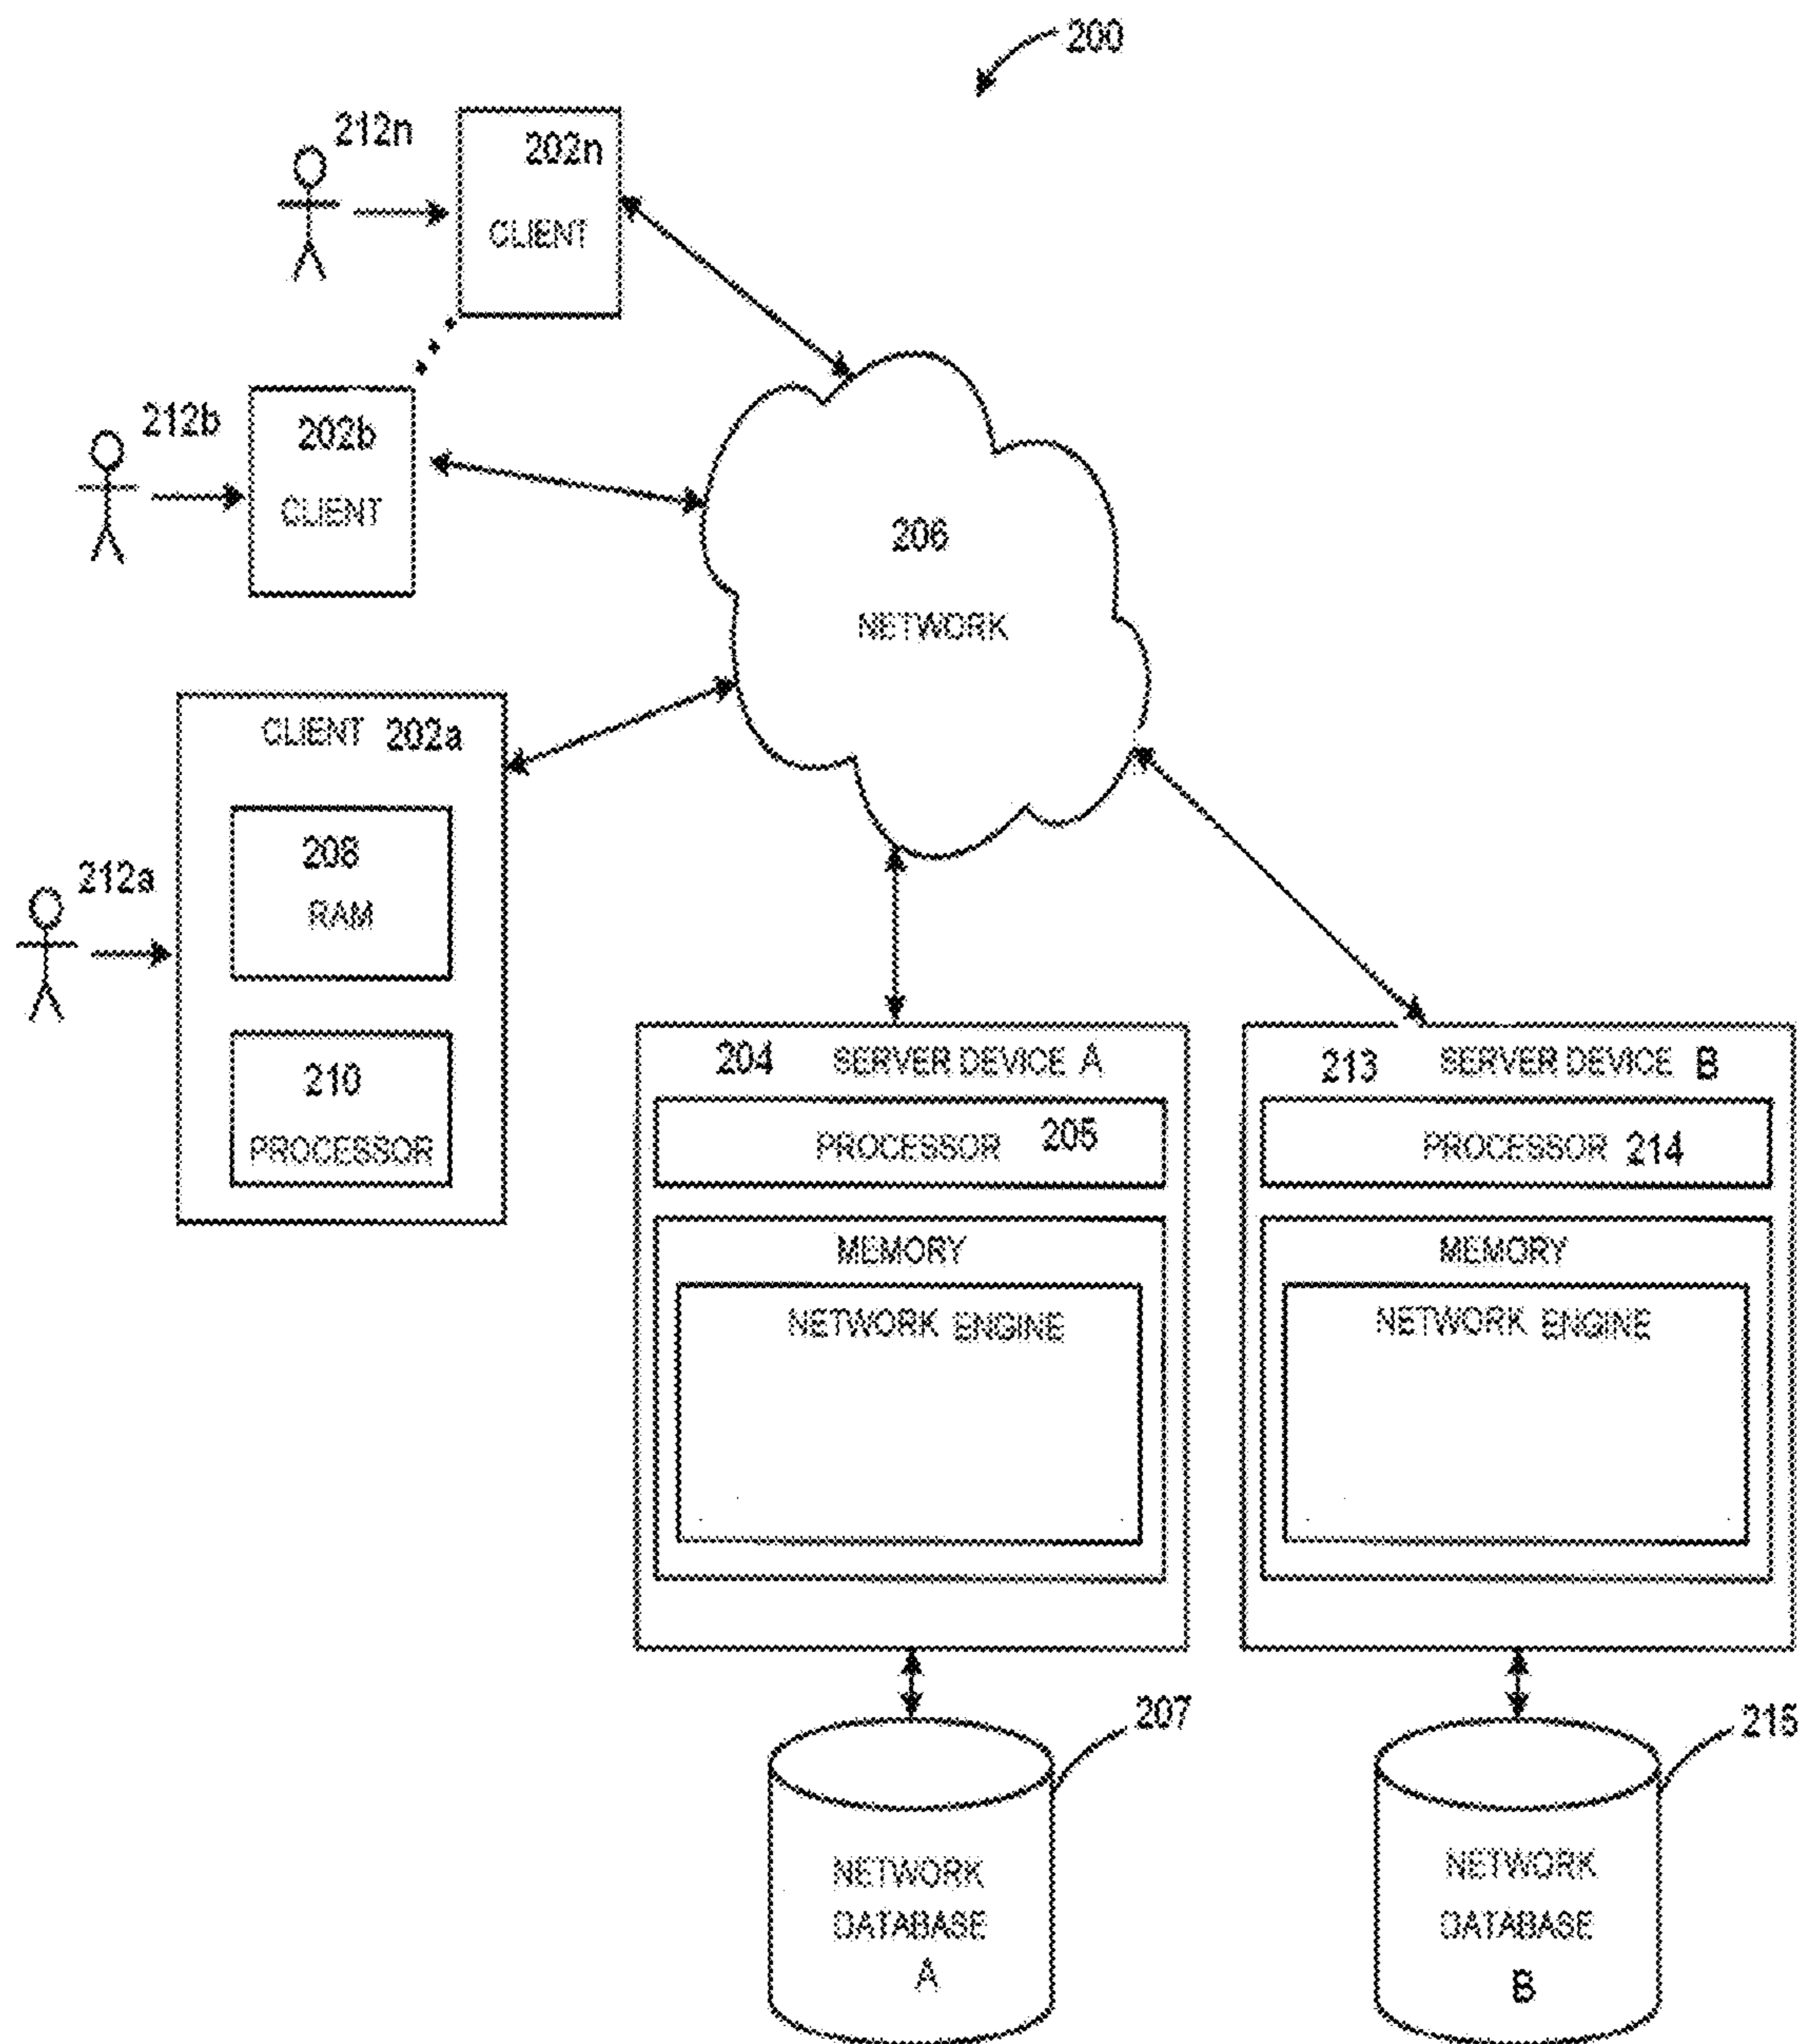 200
212n
202n
CLIENT
212b
202b
CLIENT
206
NETWORK
CLIENT 202a
208
RAM
212a
210
PROCESSOR
204 SERVER DEVICE A
PROCESSOR 205
MEMORY
NETWORK ENGINE
213 SERVER DEVICE B
PROCESSOR 214
MEMORY
NETWORK ENGINE
207
NETWORK
DATABASE
A
215
NETWORK
DATABASE
B